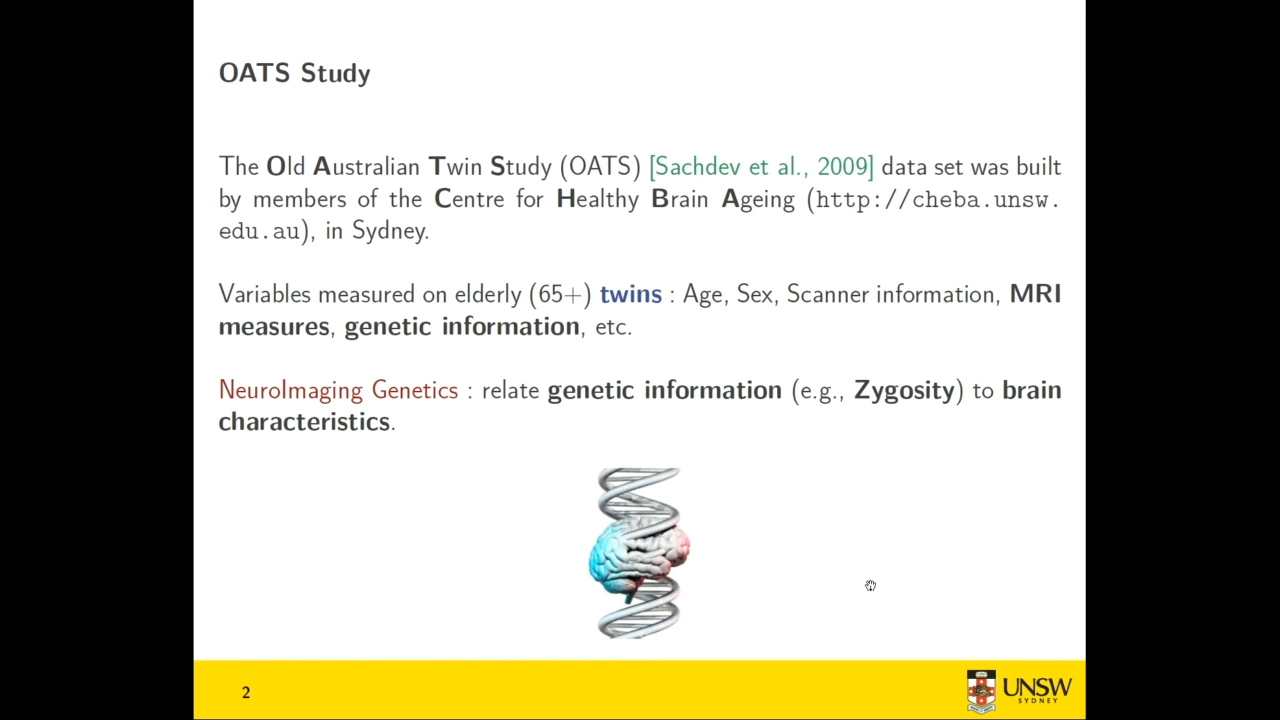 OATS Study
The Old Australian Twin Study (OATS) [Sachdev et al., 2009] data set was built
by members of the Centre for Healthy Brain Ageing (http://cheba.unsw.
edu.au), in Sydney.
Variables measured on elderly (65+) twins : Age, Sex, Scanner information, MRI
measures, genetic information, etc.
NeuroImaging Genetics : relate genetic information (e.g., Zygosity) to brain
characteristics.
2
UNSW
SYDNEY